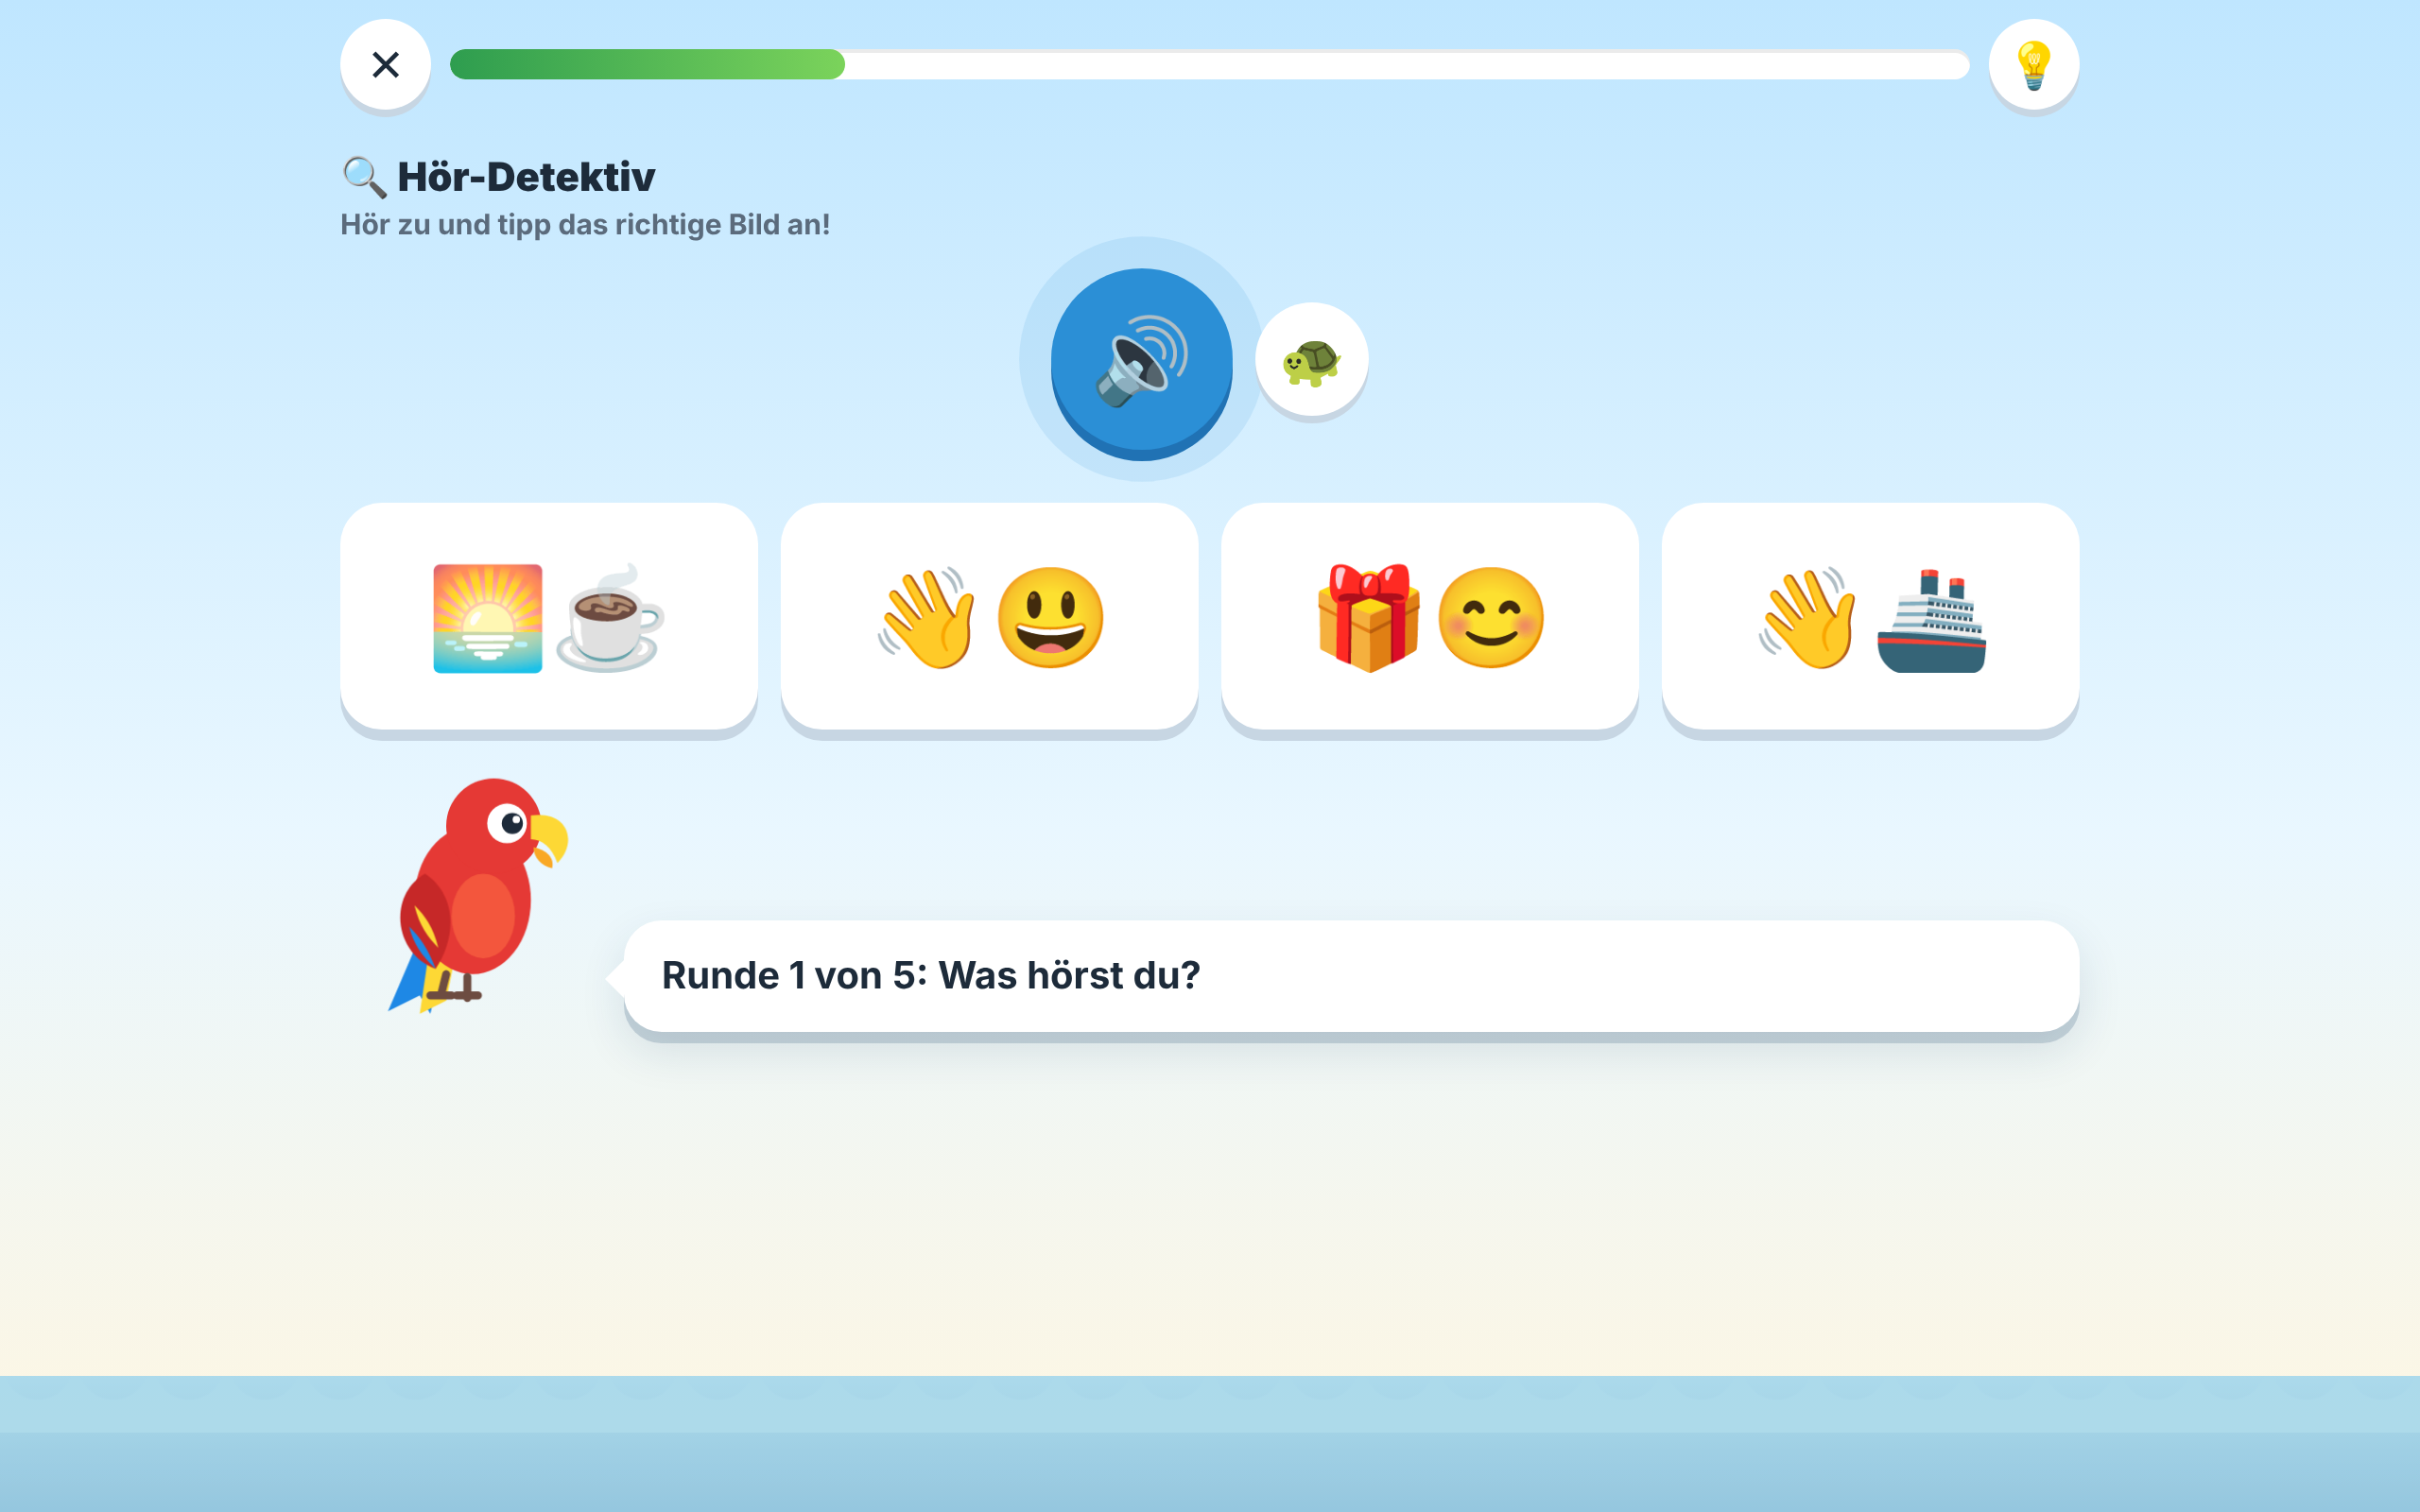 Hör-Detektiv
Hör zu und tipp das richtige Bild an!
Runde 1 von 5: Was hörst du?